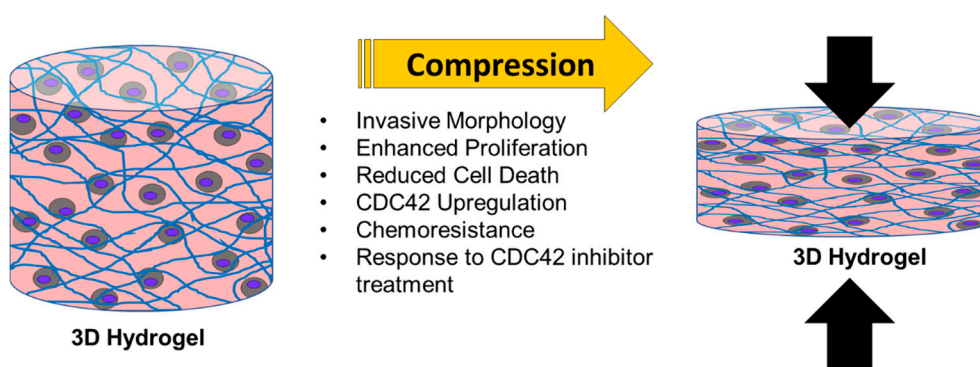 Compression
• Invasive Morphology
• Enhanced Proliferation
• Reduced Cell Death
• CDC42 Upregulation
• Chemoresistance
• Response to CDC42 inhibitor
treatment
3D Hydrogel
3D Hydrogel